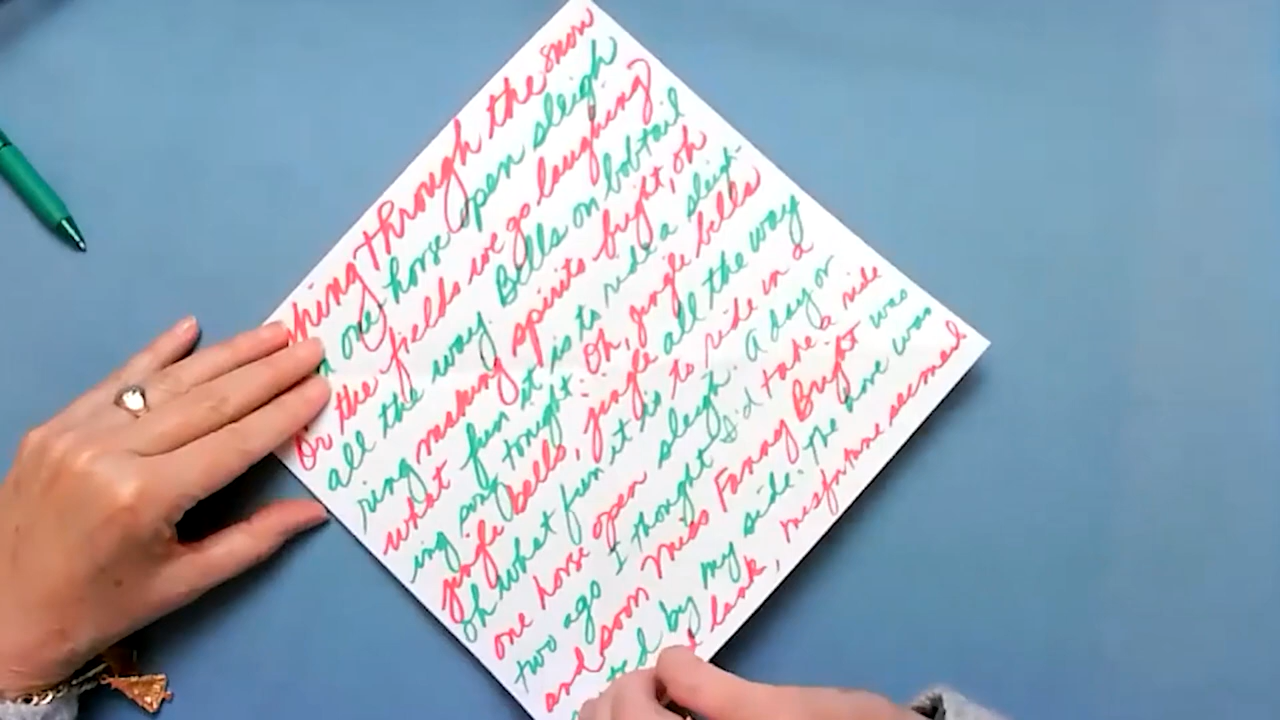 hing through the snow
one horse open sleigh
or the fields we go laughing
all the way. Bells on bobtail
ring making spirits bright, oh
what fun it is to ride a sleigh-
ing song tonight. Oh, jingle bells
jingle bells, jingle all the way
Oh what fun it is to ride in a
one horse open sleigh. A day or
two ago I thought I'd take a ride
and soon Miss Fanny Bright was
ted by my side. The horse was
d lank, misfortune seemed